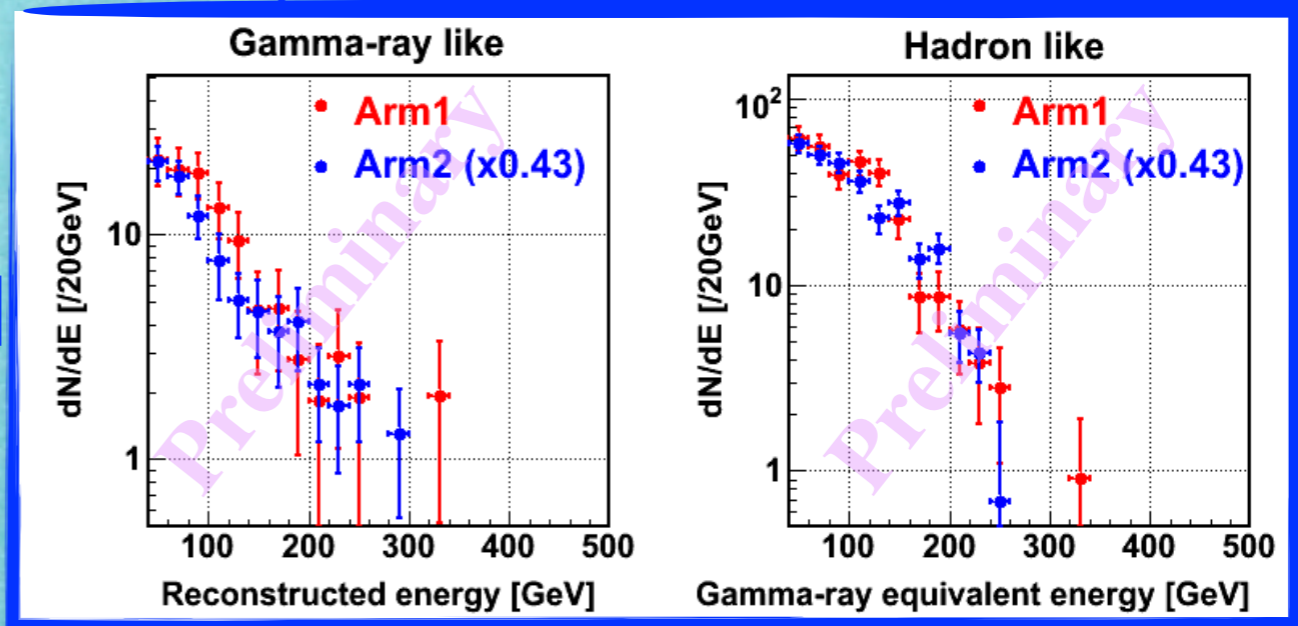 Gamma-ray like
Arm1
Arm2 (x0.43)
Preliminary
dN/dE [/20GeV]
10
1
100 200 300 400 500
Reconstructed energy [GeV]
Hadron like
Arm1
Arm2 (x0.43)
Preliminary
dN/dE [/20GeV]
10²
10
1
100 200 300 400 500
Gamma-ray equivalent energy [GeV]